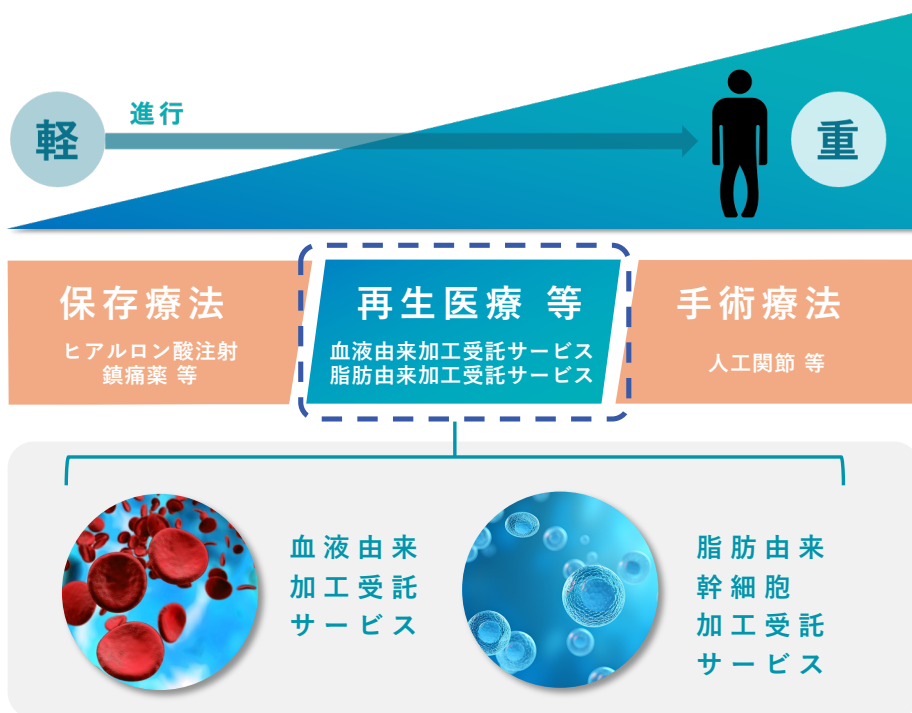 軽
進行
重
保存療法
ヒアルロン酸注射
鎮痛薬 等
再生医療 等
血液由来加工受託サービス
脂肪由来加工受託サービス
手術療法
人工関節 等
血液由来
加工受託
サービス
脂肪由来
幹細胞
加工受託
サービス